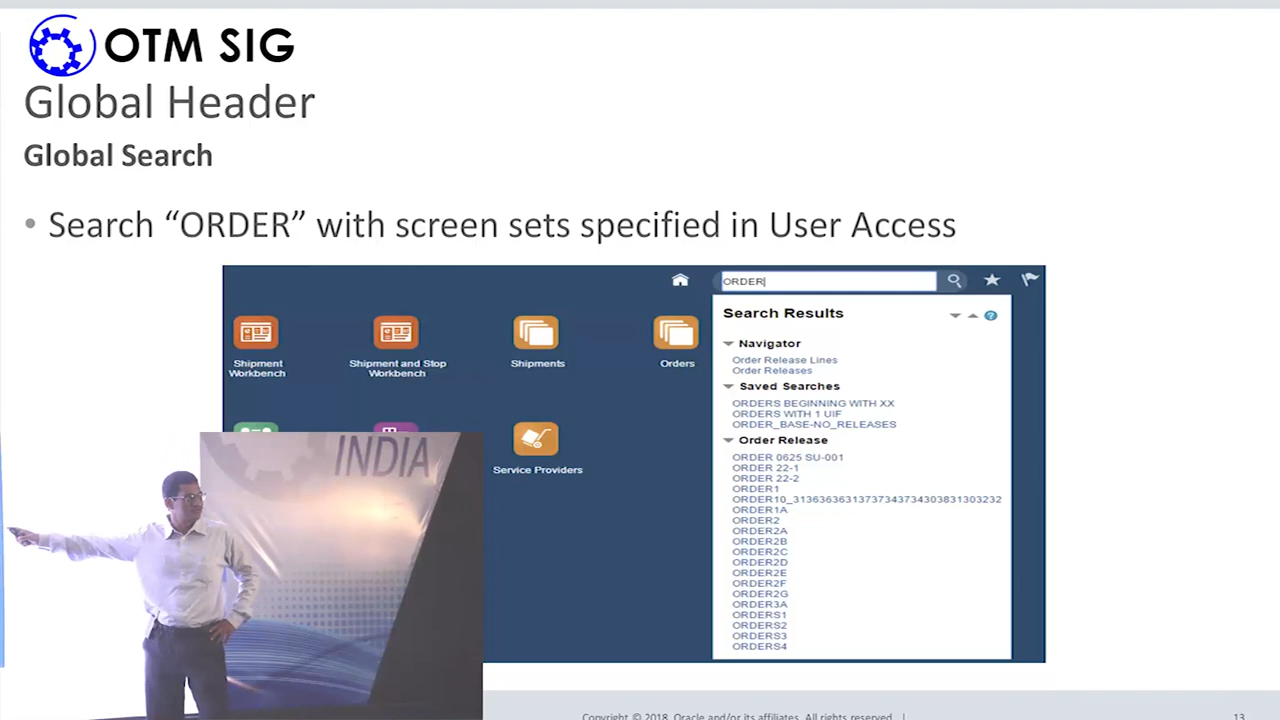 OTM SIG
Global Header
Global Search
• Search “ORDER” with screen sets specified in User Access
ORDER
Search Results
?
Navigator
Order Release Lines
Order Releases
Saved Searches
ORDERS BEGINNING WITH XX
ORDERS WITH 1 UIF
ORDER_BASE-NO_RELEASES
Order Release
ORDER 0625 SU-001
ORDER 22-1
ORDER 22-2
ORDER1
ORDER10_313636363137373437343038313032​32
ORDER1A
ORDER2
ORDER2A
ORDER2B
ORDER2C
ORDER2D
ORDER2E
ORDER2F
ORDER2G
ORDER3A
ORDERS1
ORDERS2
ORDERS3
ORDERS4
Shipment
Workbench
Shipment and Stop
Workbench
Shipments
Orders
Service Providers
INDIA
Copyright © 2018, Oracle and/or its affiliates. All rights reserved. |
13